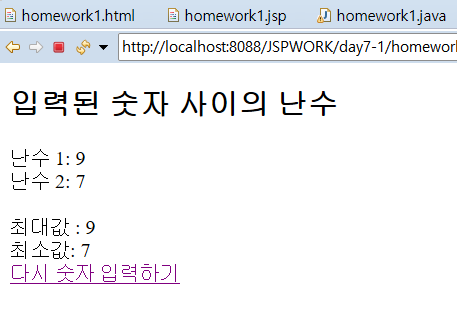 homework1.html homework1.jsp homework1.java
http://localhost:8088/JSPWORK/day7-1/homework
입력된 숫자 사이의 난수
난수 1: 9
난수 2: 7
최대값 : 9
최소값: 7
다시 숫자 입력하기